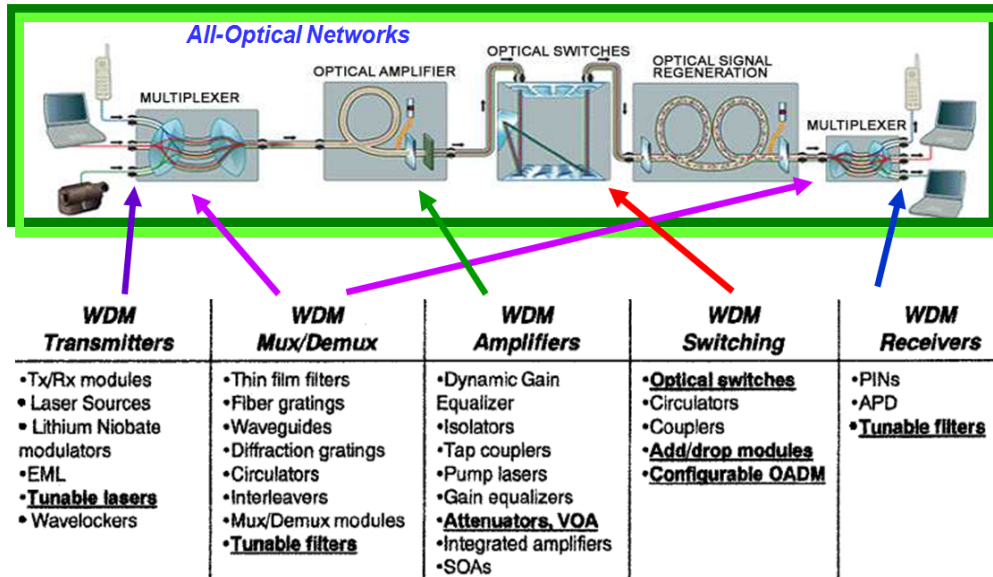 All-Optical Networks
OPTICAL SWITCHES
OPTICAL AMPLIFIER
OPTICAL SIGNAL
REGENERATION
MULTIPLEXER
MULTIPLEXER
WDM
Transmitters
•Tx/Rx modules
• Laser Sources
• Lithium Niobate
modulators
•EML
•Tunable lasers
• Wavelockers
WDM
Mux/Demux
•Thin film filters
•Fiber gratings
•Waveguides
•Diffraction gratings
•Circulators
•Interleavers
•Mux/Demux modules
•Tunable filters
WDM
Amplifiers
•Dynamic Gain
Equalizer
•Isolators
•Tap couplers
•Pump lasers
•Gain equalizers
•Attenuators, VOA
•Integrated amplifiers
•SOAs
WDM
Switching
•Optical switches
•Circulators
•Couplers
•Add/drop modules
•Configurable OADM
WDM
Receivers
•PINs
•APD
•Tunable filters